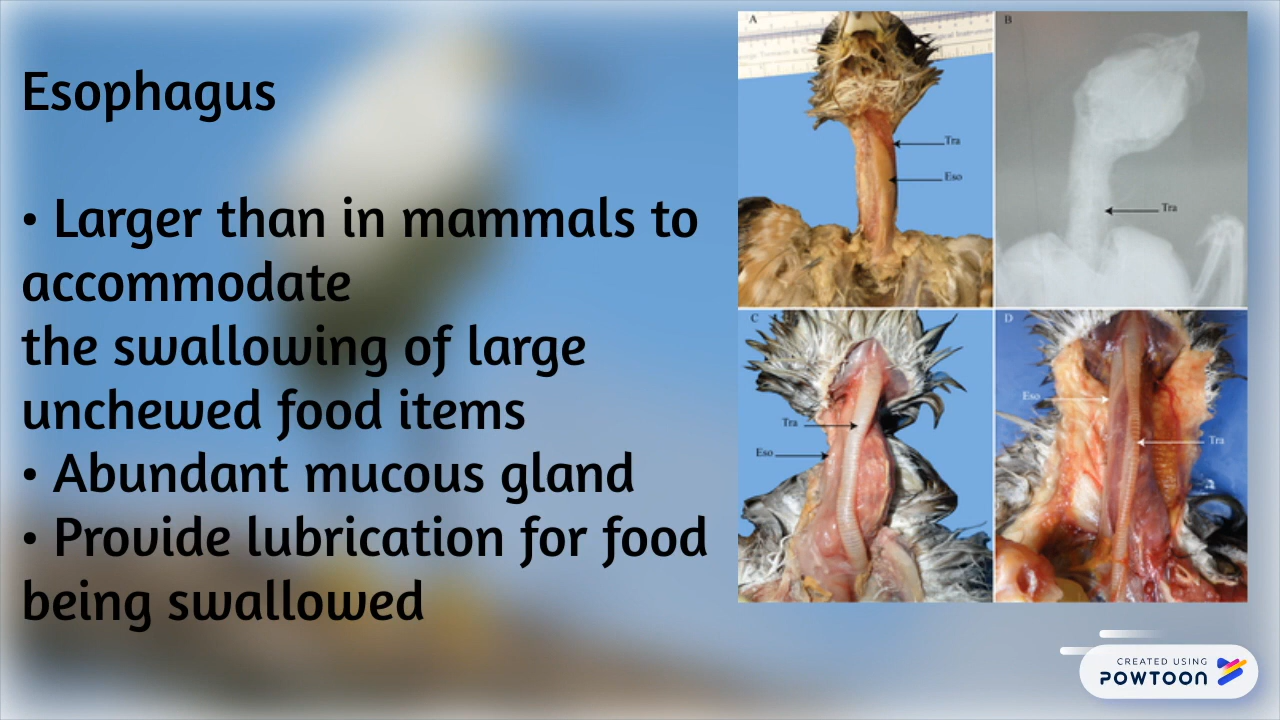 Esophagus
• Larger than in mammals to
accommodate
the swallowing of large
unchewed food items
• Abundant mucous gland
• Provide lubrication for food
being swallowed
A
Tra
Eso
B
Tra
C
Tra
Eso
D
Eso
Tra
CREATED USING
POWTOON